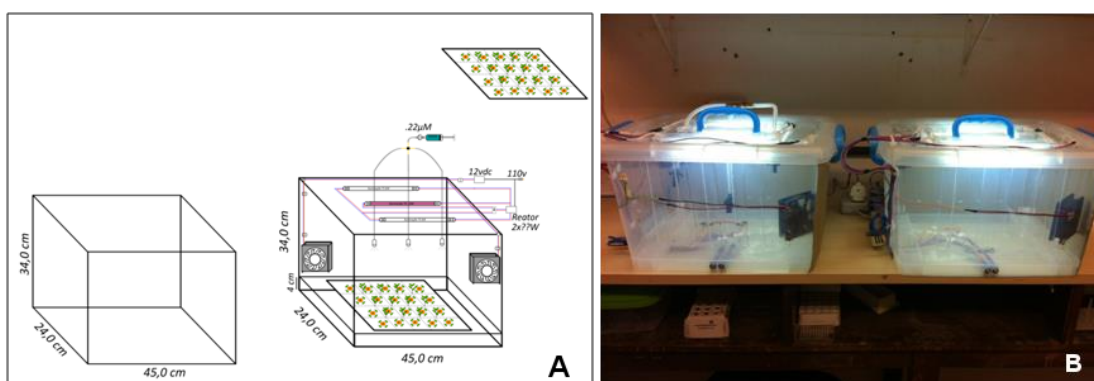 .22µM
12vdc
110v
Reator
2x??W
34,0 cm
24,0 cm
45,0 cm
34,0 cm
4 cm
24,0 cm
45,0 cm
A
B